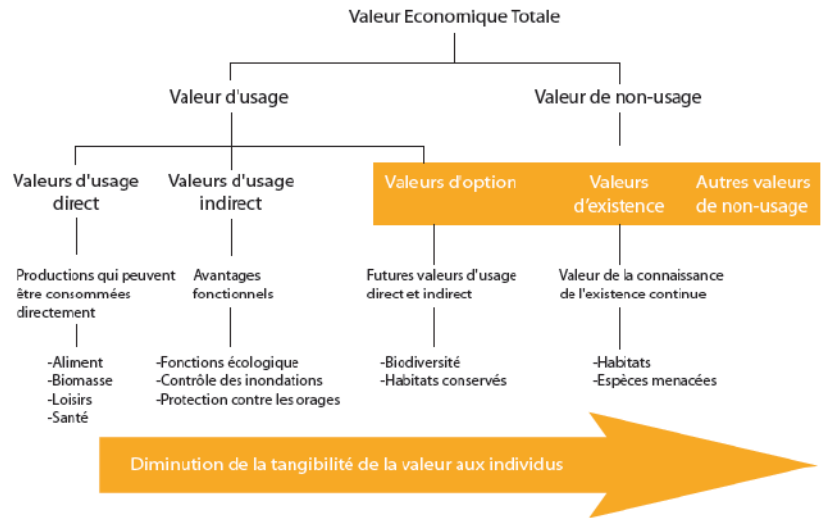 Valeur Economique Totale
Valeur d'usage
Valeur de non-usage
Valeurs d'usage
direct
Valeurs d'usage
indirect
Valeurs d'option
Valeurs
d'existence
Autres valeurs
de non-usage
Productions qui peuvent
être consommées
directement
Avantages
fonctionnels
Futures valeurs d'usage
direct et indirect
Valeur de la connaissance
de l'existence continue
-Aliment
-Biomasse
-Loisirs
-Santé
-Fonctions écologique
-Contrôle des inondations
-Protection contre les orages
-Biodiversité
-Habitats conservés
-Habitats
-Espèces menacées
Diminution de la tangibilité de la valeur aux individus